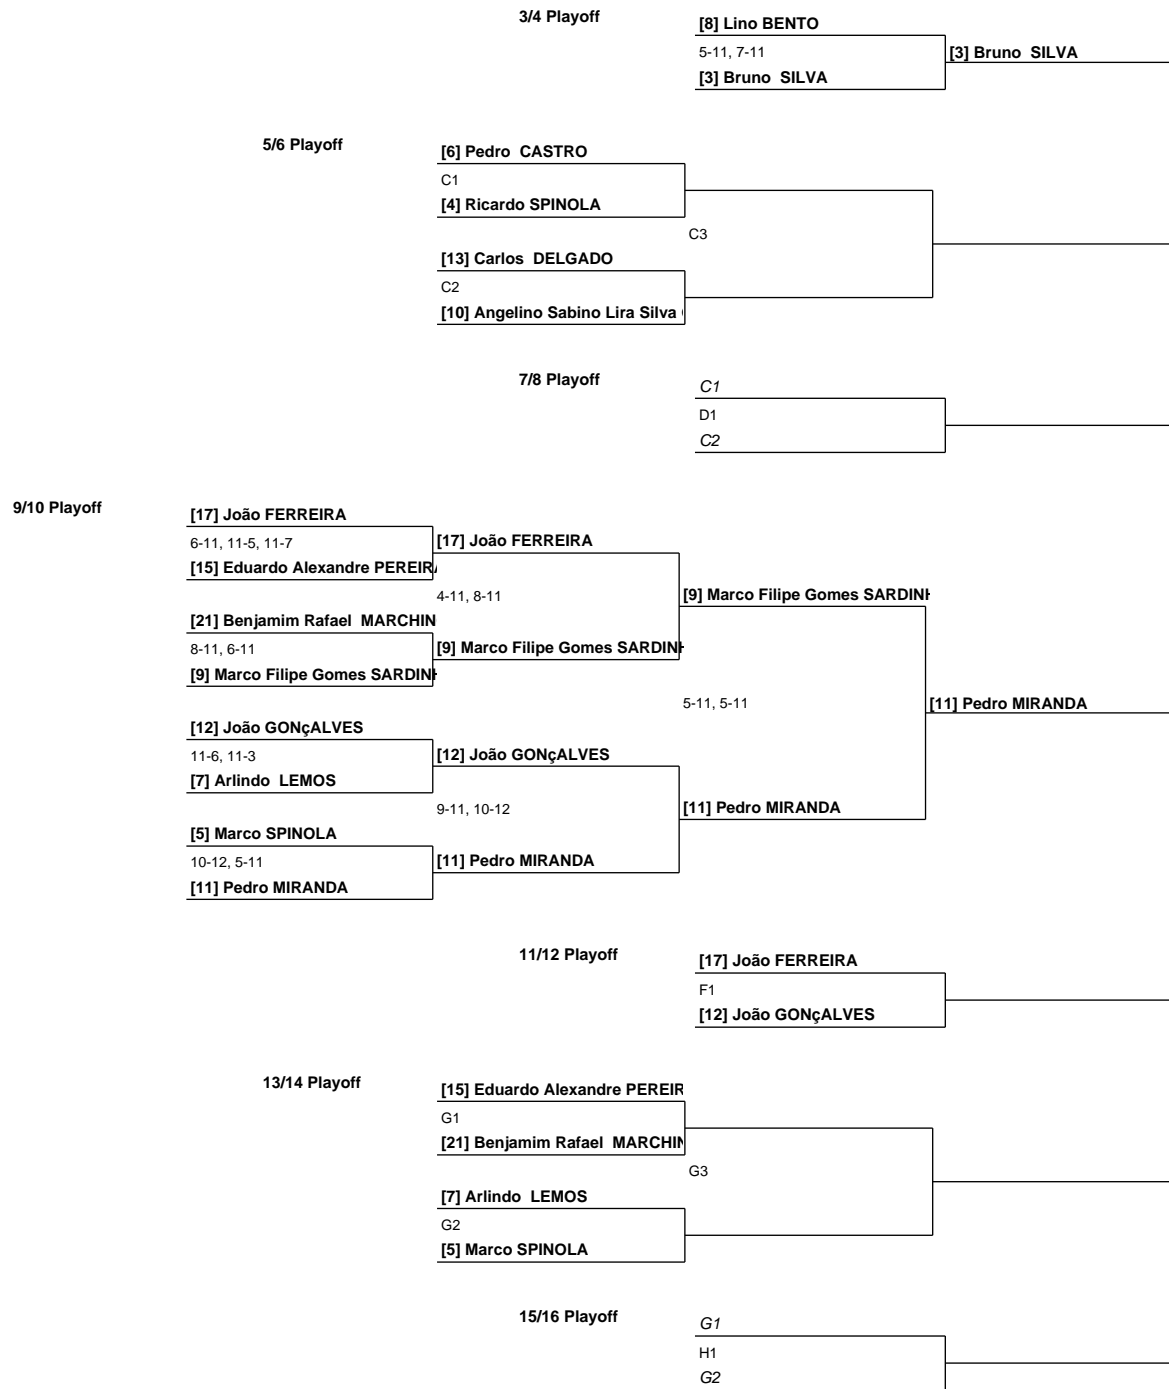 3/4 Playoff
[8] Lino BENTO
5-11, 7-11
[3] Bruno  SILVA
[3] Bruno  SILVA
5/6 Playoff
[6] Pedro  CASTRO
C1
[4] Ricardo SPINOLA
C3
[13] Carlos  DELGADO
C2
[10] Angelino Sabino Lira Silva
7/8 Playoff
C1
D1
C2
9/10 Playoff
[17] João FERREIRA
6-11, 11-5, 11-7
[17] João FERREIRA
[15] Eduardo Alexandre PEREIRA
4-11, 8-11
[9] Marco Filipe Gomes SARDINH
[21] Benjamim Rafael  MARCHIN
8-11, 6-11
[9] Marco Filipe Gomes SARDINH
[9] Marco Filipe Gomes SARDINH
5-11, 5-11
[11] Pedro MIRANDA
[12] João GONçALVES
11-6, 11-3
[12] João GONçALVES
[7] Arlindo  LEMOS
9-11, 10-12
[11] Pedro MIRANDA
[5] Marco SPINOLA
10-12, 5-11
[11] Pedro MIRANDA
[11] Pedro MIRANDA
11/12 Playoff
[17] João FERREIRA
F1
[12] João GONçALVES
13/14 Playoff
[15] Eduardo Alexandre PEREIR
G1
[21] Benjamim Rafael  MARCHIN
G3
[7] Arlindo  LEMOS
G2
[5] Marco SPINOLA
15/16 Playoff
G1
H1
G2